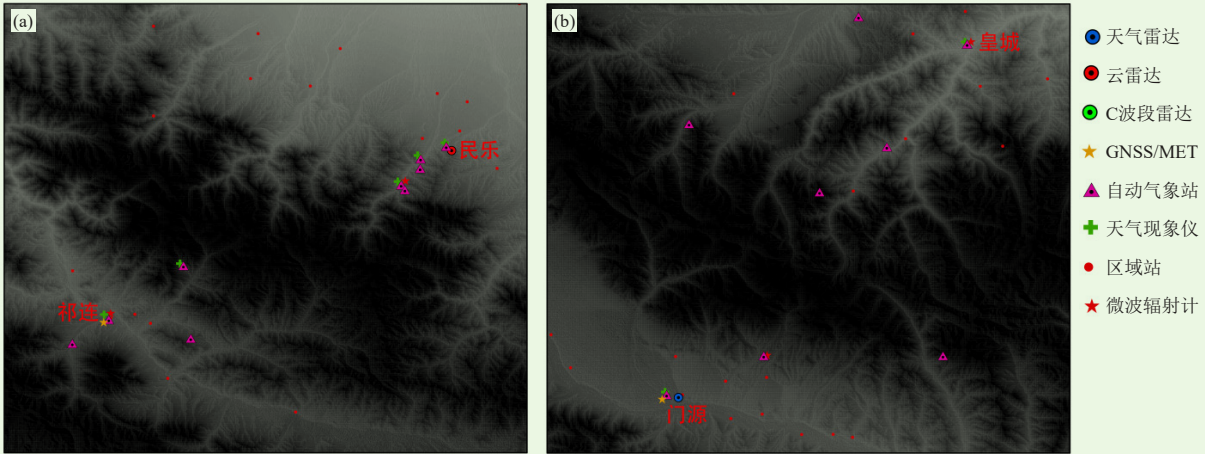 (a)
民乐
祁连
(b)
皇城
门源
天气雷达
云雷达
C波段雷达
GNSS/MET
自动气象站
天气现象仪
区域站
微波辐射计